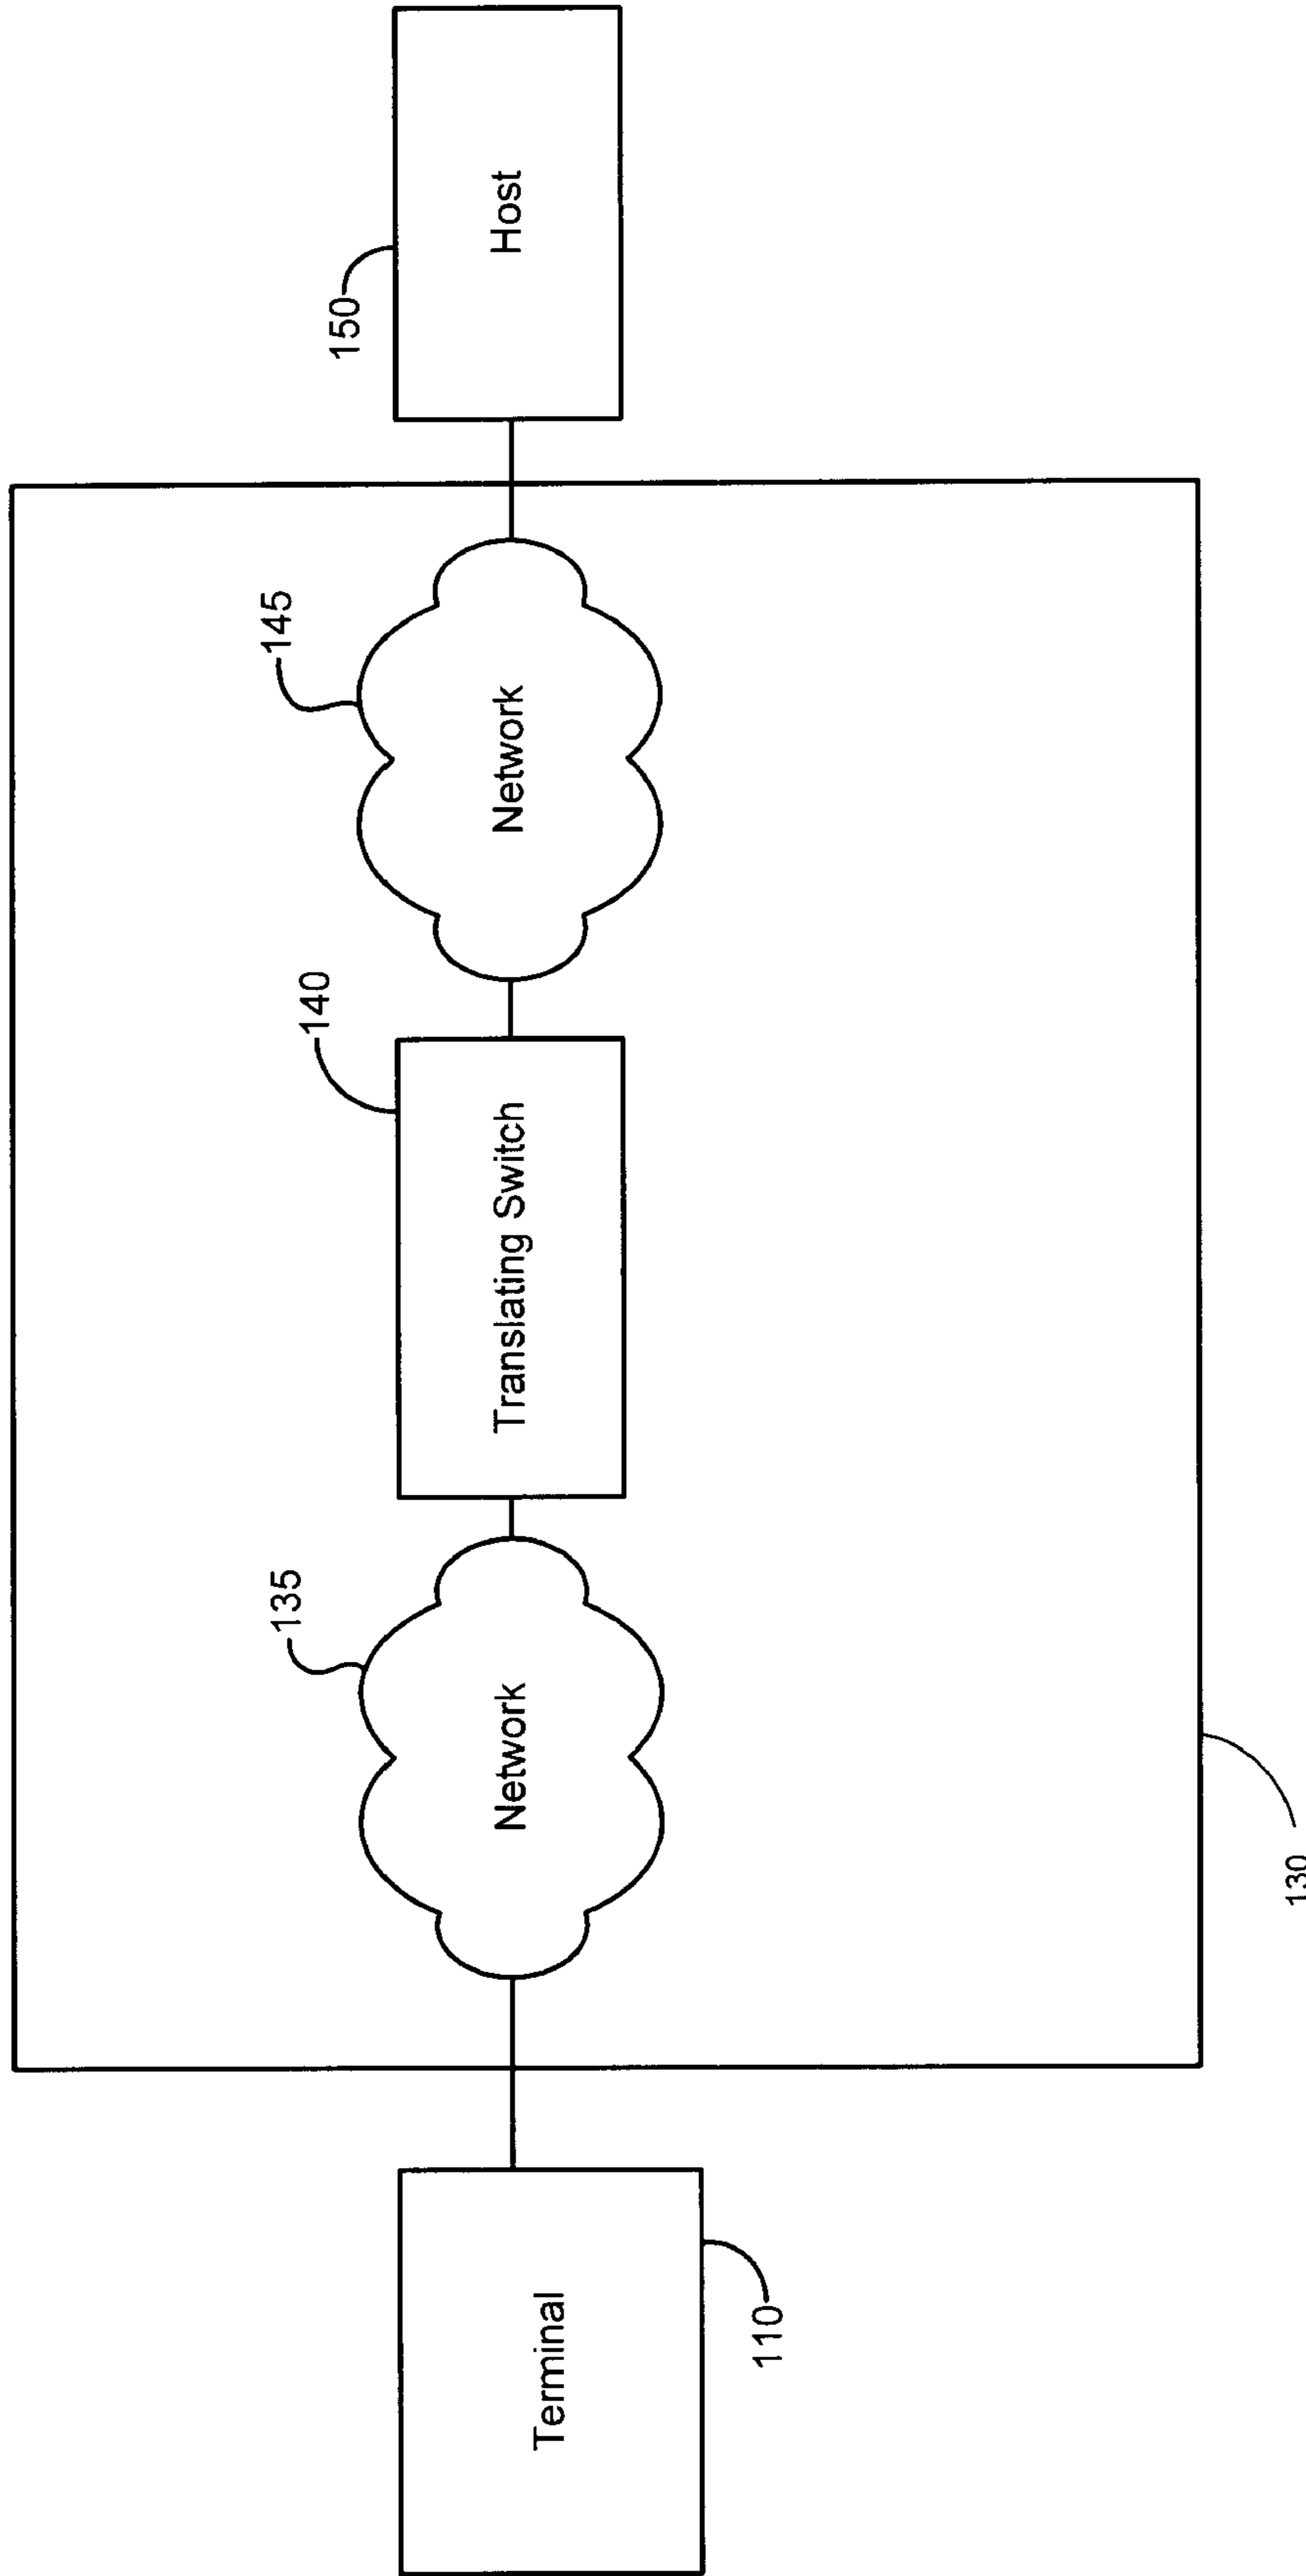 Terminal
110
Network
135
Translating Switch
140
Network
145
Host
150
130